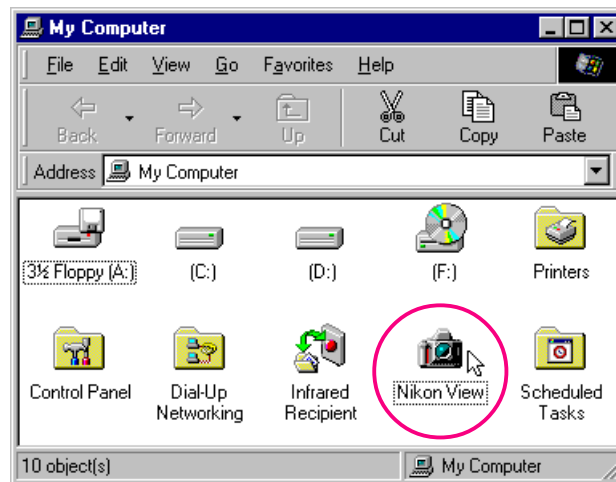 My Computer
File Edit View Go Favorites Help
Back Forward Up Cut Copy Paste
Address My Computer
3½ Floppy (A:) (C:) (D:) (F:) Printers
Control Panel Dial-Up Infrared Nikon View Scheduled
Networking Recipient Tasks
10 object(s) My Computer